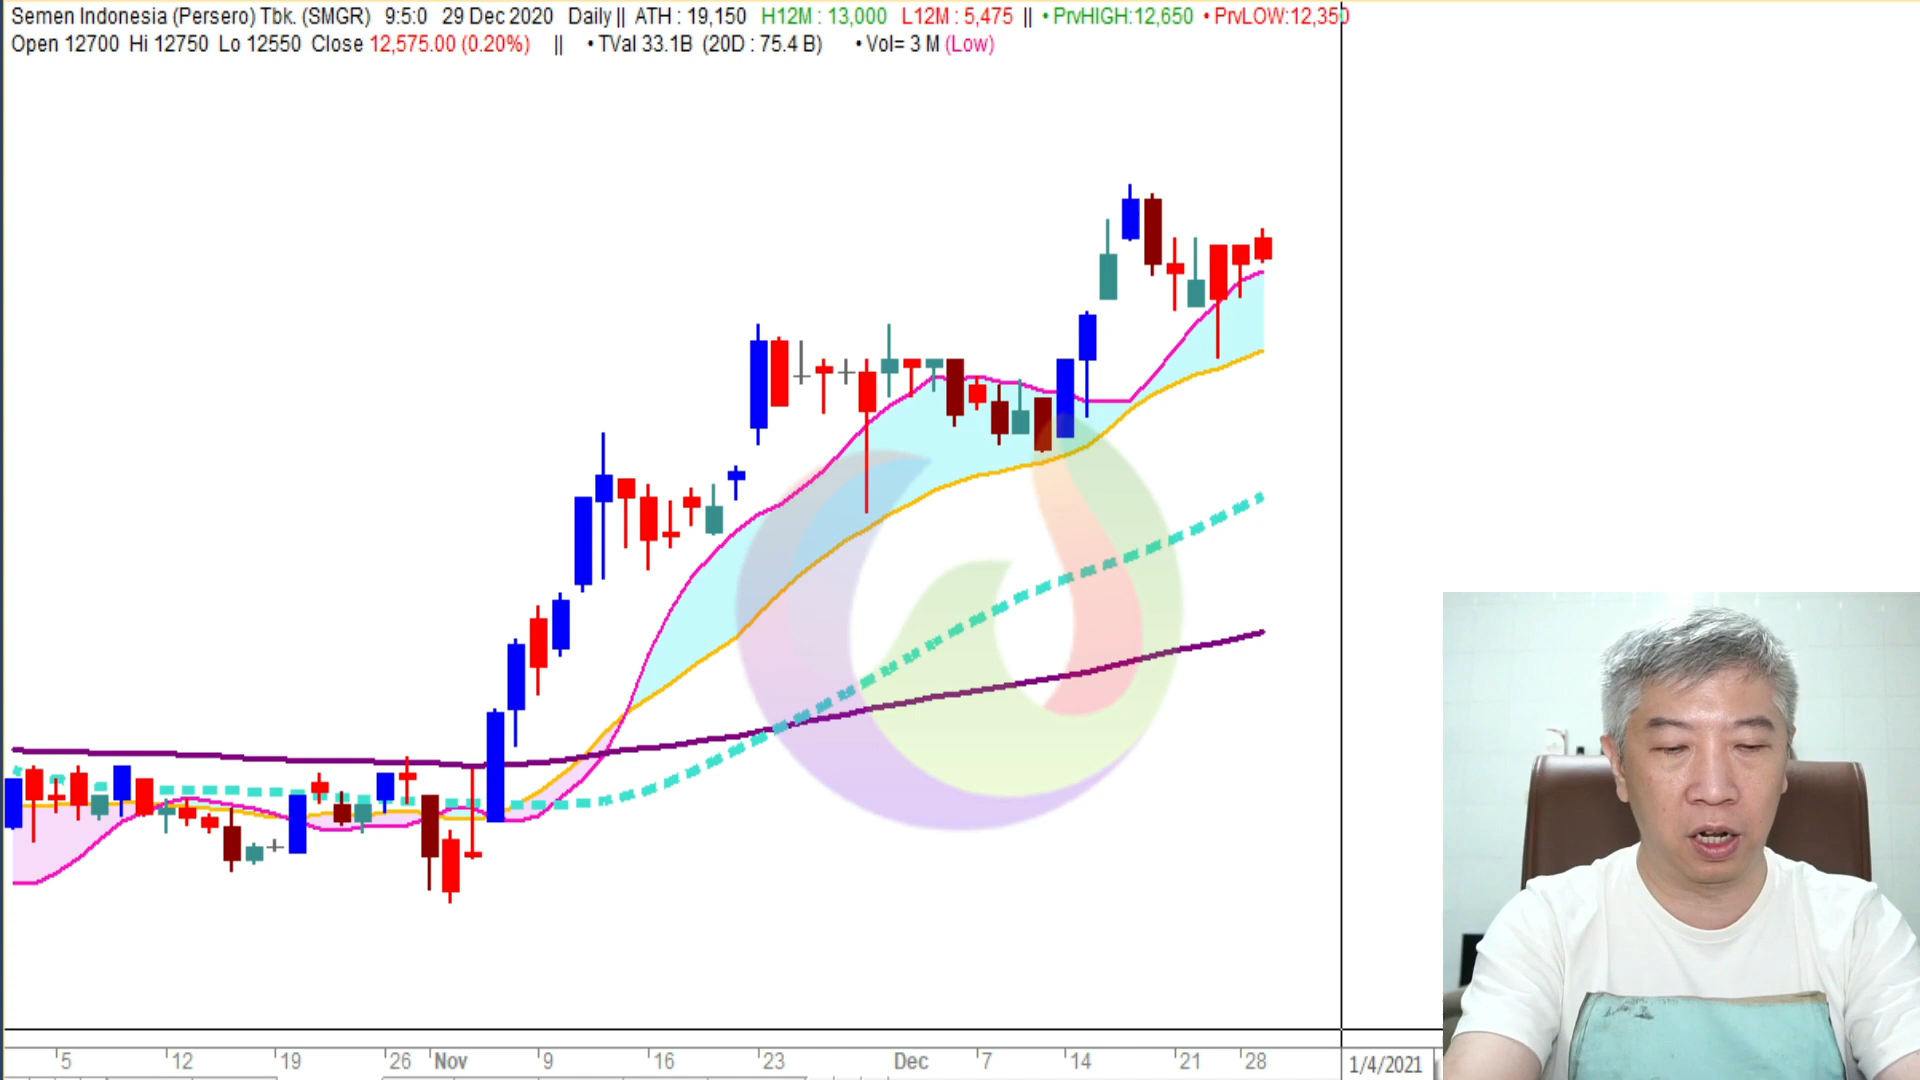 Semen Indonesia (Persero) Tbk. (SMGR) 9:5:0 29 Dec 2020 Daily || ATH : 19,150 H12M : 13,000 L12M : 5,475 || • PrvHIGH:12,650 • PrvLOW:12,350
Open 12700 Hi 12750 Lo 12550 Close 12,575.00 (0.20%) || • TVal 33.1B (20D : 75.4 B) • Vol= 3 M (Low)
5 12 19 26 Nov 9 16 23 Dec 7 14 21 28 1/4/2021